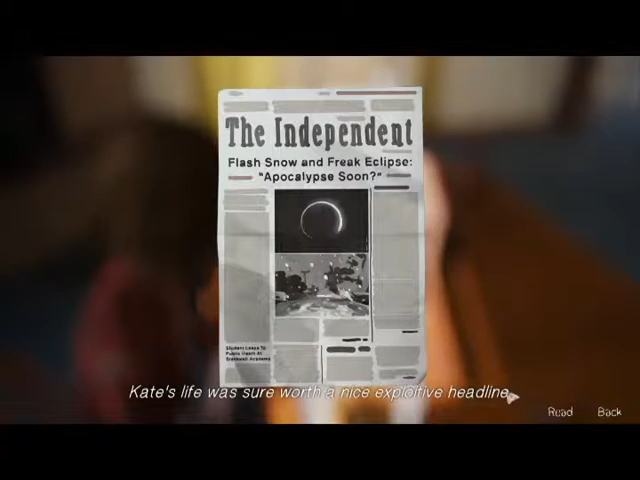 The Independent
Flash Snow and Freak Eclipse:
"Apocalypse Soon?"
Student Leaps To
Public Death At
Blackwell Academy
Kate's life was sure worth a nice exploitive headline.
Read Back